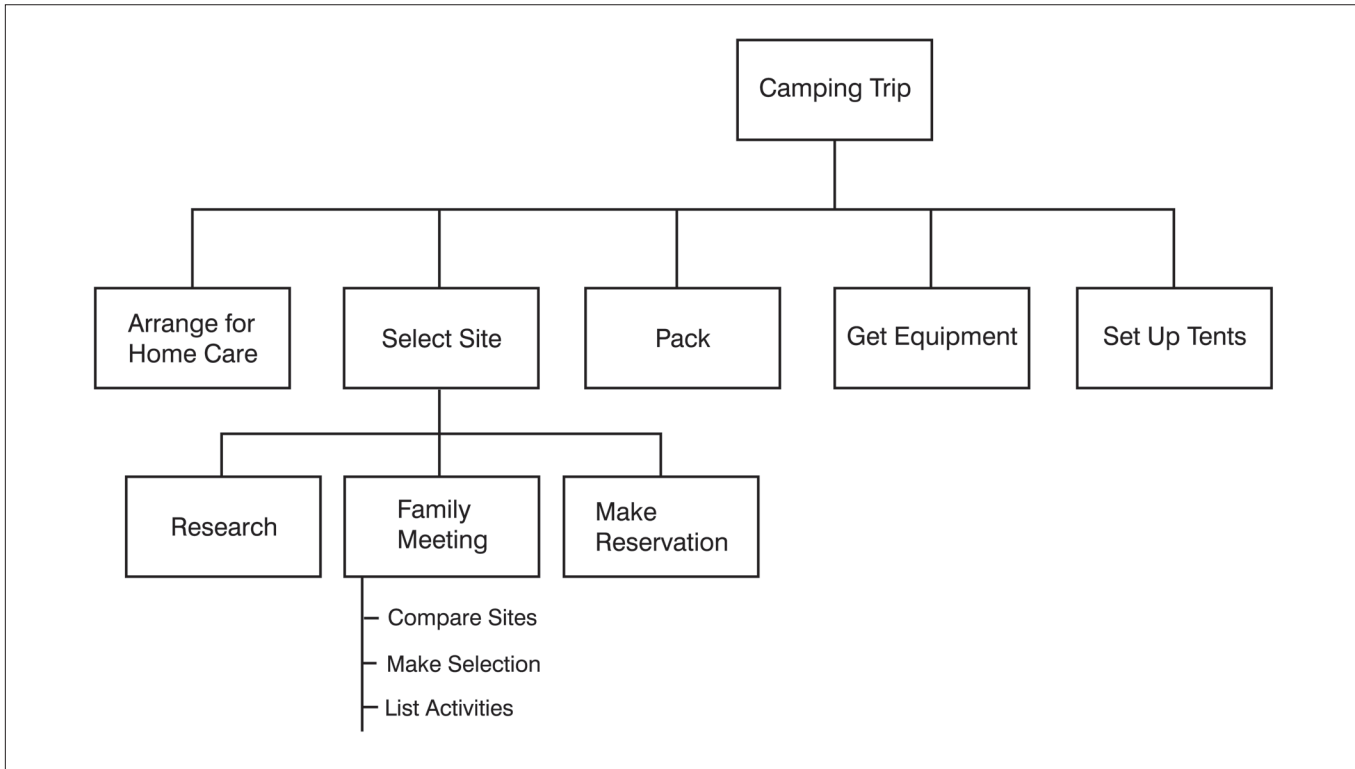 Camping Trip
Arrange for
Home Care
Select Site
Pack
Get Equipment
Set Up Tents
Research
Family
Meeting
Make
Reservation
Compare Sites
Make Selection
List Activities